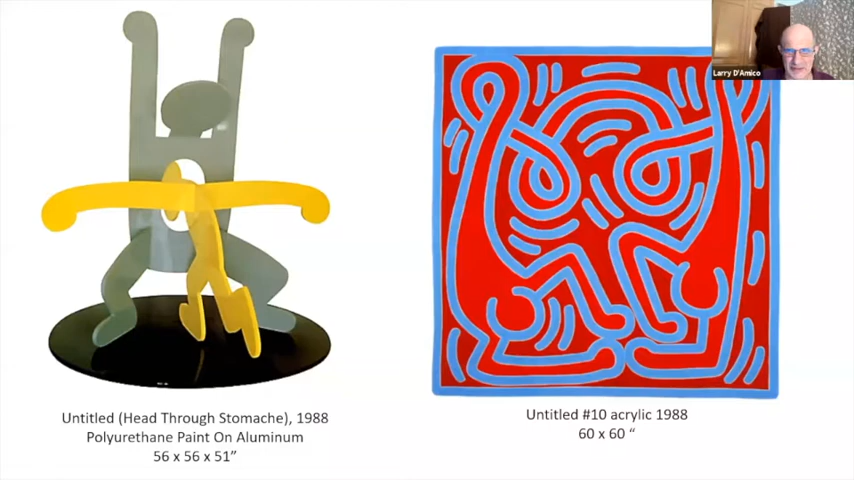 Larry D'Amico
Untitled (Head Through Stomache), 1988
Polyurethane Paint On Aluminum
56 x 56 x 51”
Untitled #10 acrylic 1988
60 x 60 “